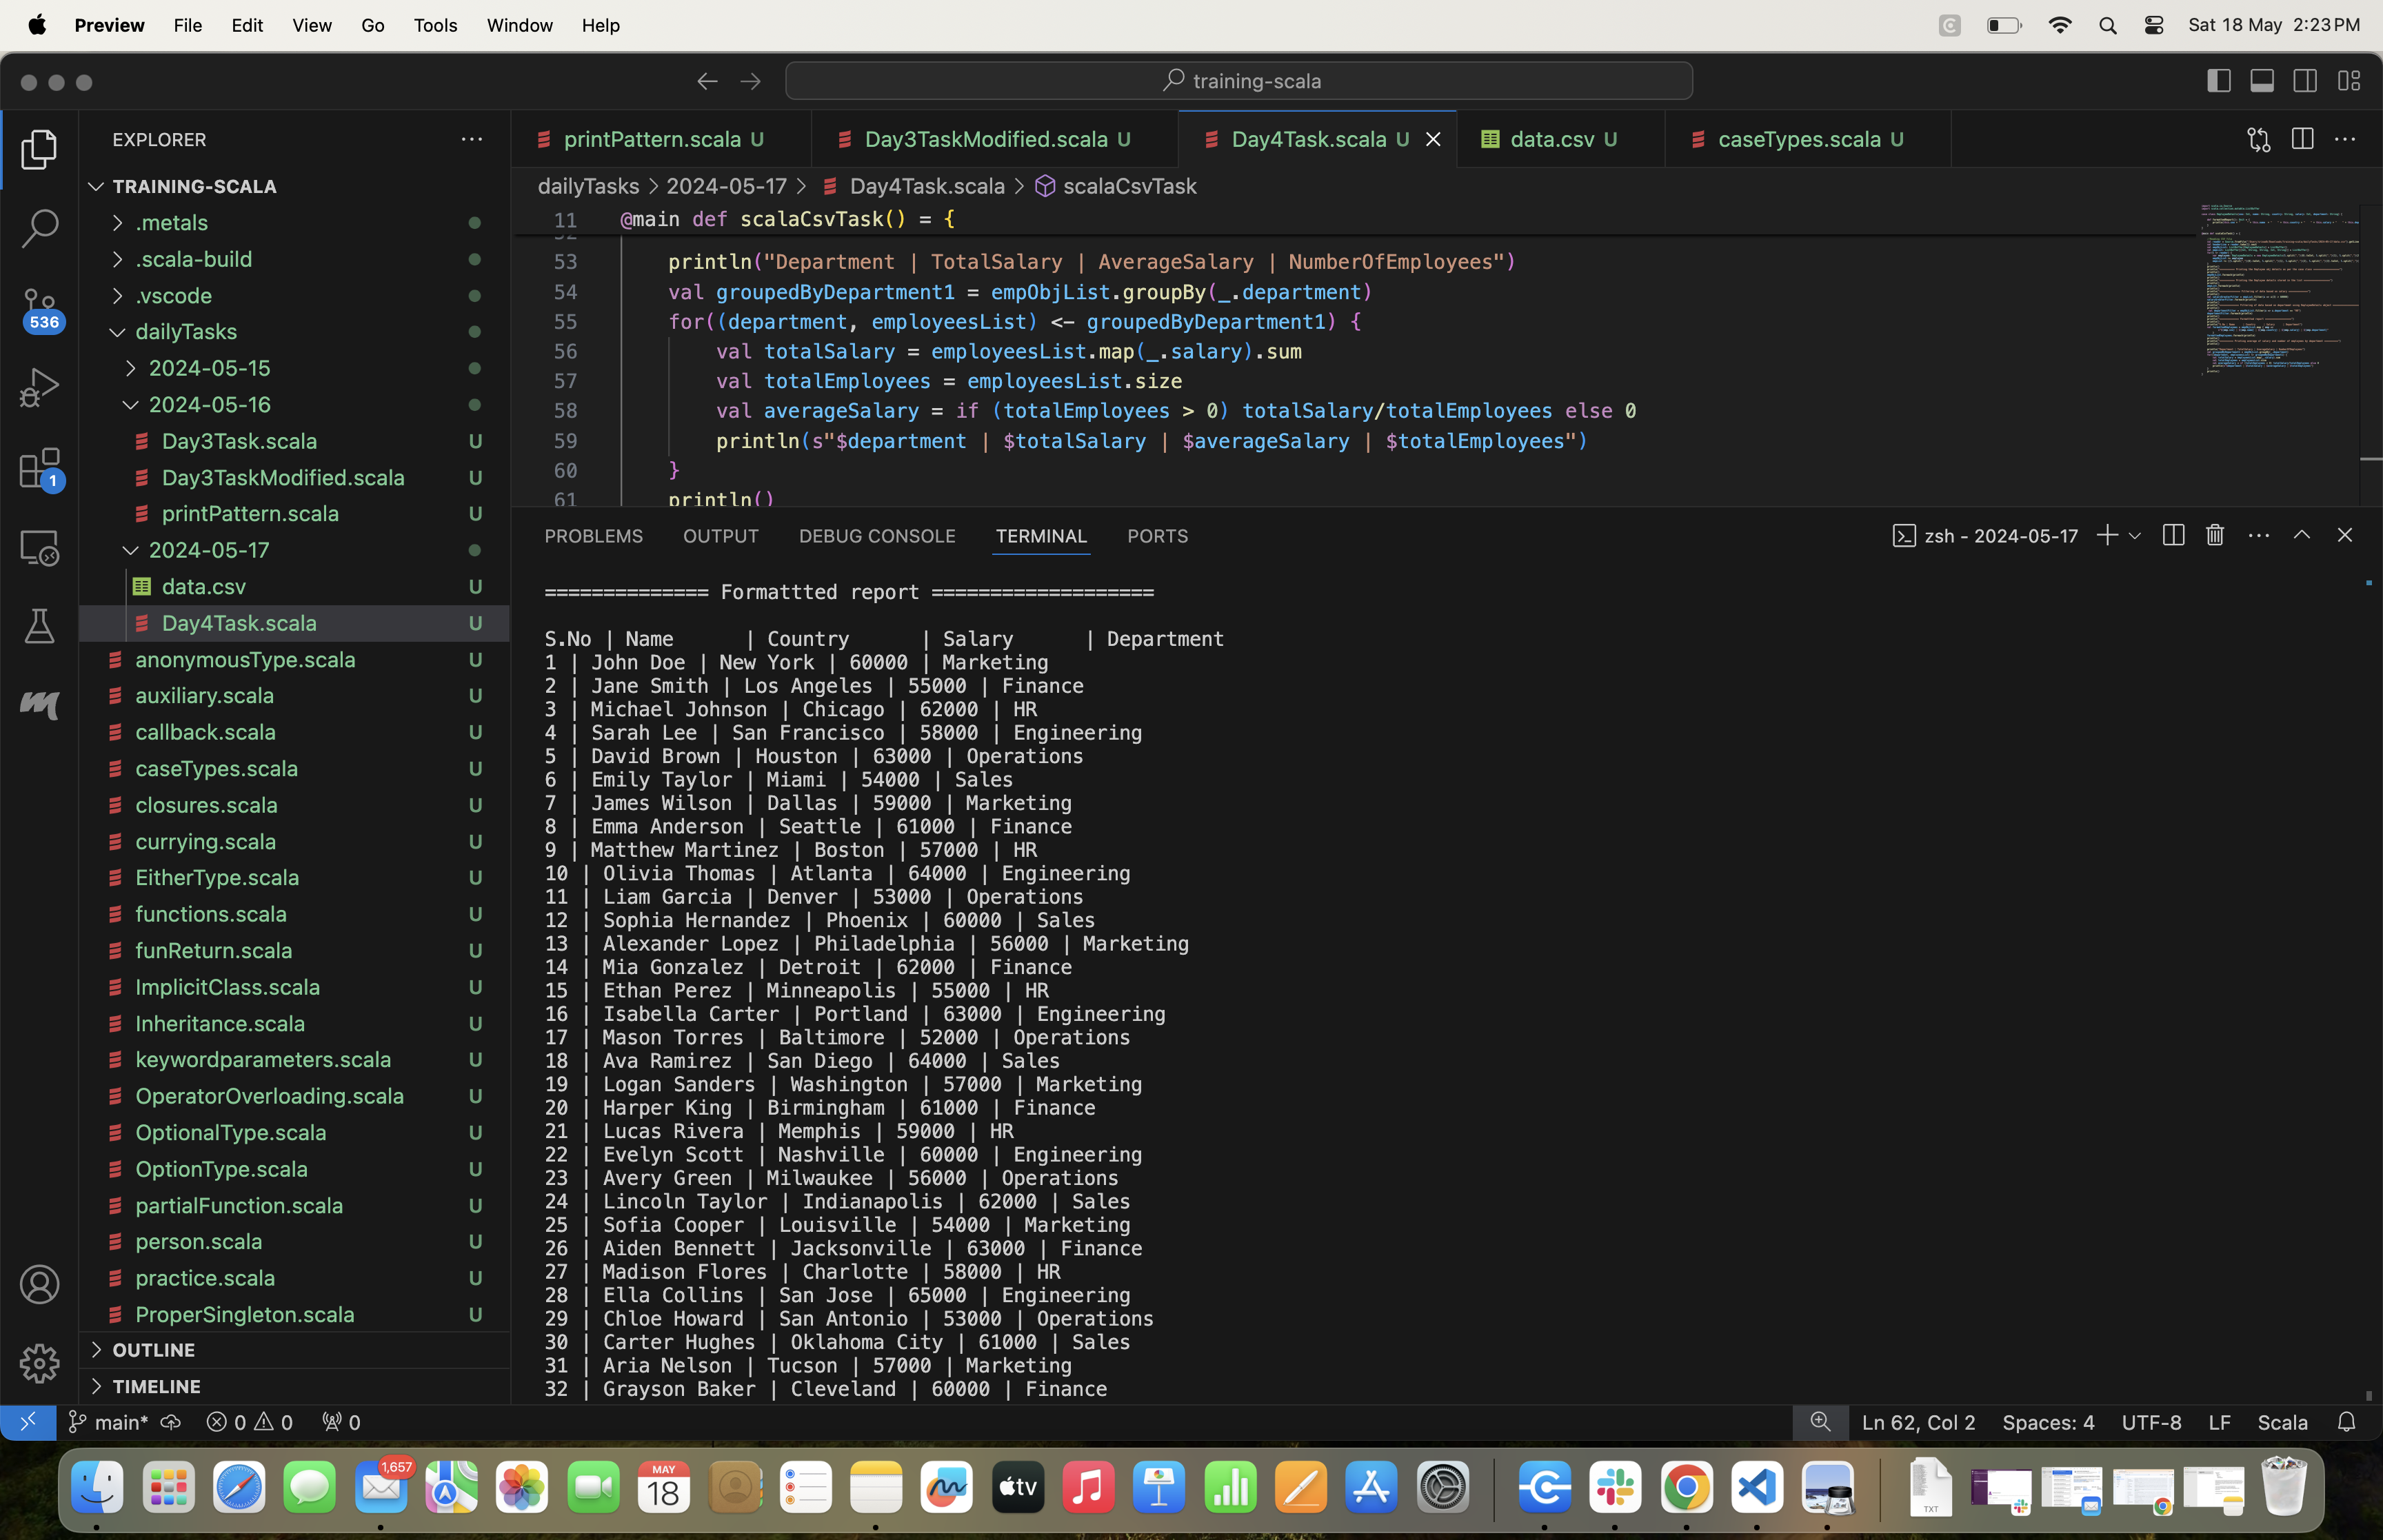 Preview File Edit View Go Tools Window Help Sat 18 May 2:23 PM
training-scala
EXPLORER
TRAINING-SCALA
.metals
.scala-build
.vscode
dailyTasks
2024-05-15
2024-05-16
Day3Task.scala U
Day3TaskModified.scala U
printPattern.scala U
2024-05-17
data.csv U
Day4Task.scala U
anonymousType.scala U
auxiliary.scala U
callback.scala U
caseTypes.scala U
closures.scala U
currying.scala U
EitherType.scala U
functions.scala U
funReturn.scala U
ImplicitClass.scala U
Inheritance.scala U
keywordparameters.scala U
OperatorOverloading.scala U
OptionalType.scala U
OptionType.scala U
partialFunction.scala U
person.scala U
practice.scala U
ProperSingleton.scala U
OUTLINE
TIMELINE
536
1
printPattern.scala U Day3TaskModified.scala U Day4Task.scala U data.csv U caseTypes.scala U
dailyTasks > 2024-05-17 > Day4Task.scala > scalaCsvTask
11 @main def scalaCsvTask() = {
53 println("Department | TotalSalary | AverageSalary | NumberOfEmployees")
54 val groupedByDepartment1 = empObjList.groupBy(_.department)
55 for((department, employeesList) <- groupedByDepartment1) {
56 val totalSalary = employeesList.map(_.salary).sum
57 val totalEmployees = employeesList.size
58 val averageSalary = if (totalEmployees > 0) totalSalary/totalEmployees else 0
59 println(s"$department | $totalSalary | $averageSalary | $totalEmployees")
60 }
61 println()
PROBLEMS OUTPUT DEBUG CONSOLE TERMINAL PORTS zsh - 2024-05-17
============== Formattted report ===================
S.No | Name | Country | Salary | Department
1 | John Doe | New York | 60000 | Marketing
2 | Jane Smith | Los Angeles | 55000 | Finance
3 | Michael Johnson | Chicago | 62000 | HR
4 | Sarah Lee | San Francisco | 58000 | Engineering
5 | David Brown | Houston | 63000 | Operations
6 | Emily Taylor | Miami | 54000 | Sales
7 | James Wilson | Dallas | 59000 | Marketing
8 | Emma Anderson | Seattle | 61000 | Finance
9 | Matthew Martinez | Boston | 57000 | HR
10 | Olivia Thomas | Atlanta | 64000 | Engineering
11 | Liam Garcia | Denver | 53000 | Operations
12 | Sophia Hernandez | Phoenix | 60000 | Sales
13 | Alexander Lopez | Philadelphia | 56000 | Marketing
14 | Mia Gonzalez | Detroit | 62000 | Finance
15 | Ethan Perez | Minneapolis | 55000 | HR
16 | Isabella Carter | Portland | 63000 | Engineering
17 | Mason Torres | Baltimore | 52000 | Operations
18 | Ava Ramirez | San Diego | 64000 | Sales
19 | Logan Sanders | Washington | 57000 | Marketing
20 | Harper King | Birmingham | 61000 | Finance
21 | Lucas Rivera | Memphis | 59000 | HR
22 | Evelyn Scott | Nashville | 60000 | Engineering
23 | Avery Green | Milwaukee | 56000 | Operations
24 | Lincoln Taylor | Indianapolis | 62000 | Sales
25 | Sofia Cooper | Louisville | 54000 | Marketing
26 | Aiden Bennett | Jacksonville | 63000 | Finance
27 | Madison Flores | Charlotte | 58000 | HR
28 | Ella Collins | San Jose | 65000 | Engineering
29 | Chloe Howard | San Antonio | 53000 | Operations
30 | Carter Hughes | Oklahoma City | 61000 | Sales
31 | Aria Nelson | Tucson | 57000 | Marketing
32 | Grayson Baker | Cleveland | 60000 | Finance
main* 0 0 0 Ln 62, Col 2 Spaces: 4 UTF-8 LF Scala
1,657
MAY
18
tv
TXT